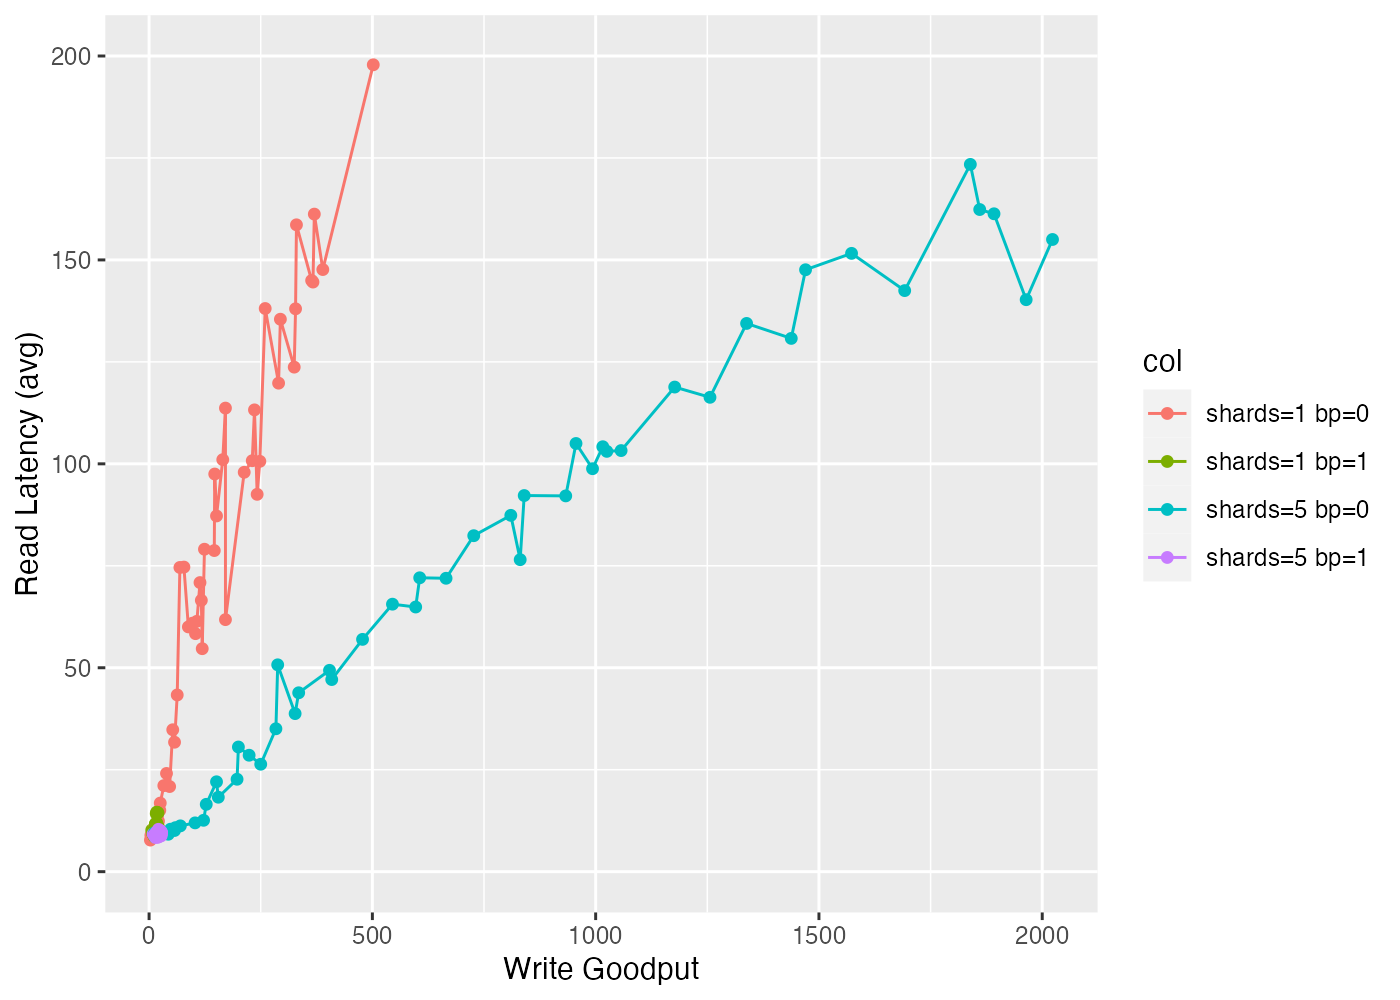 200
150
100
50
0
Read Latency (avg)
0 500 1000 1500 2000
Write Goodput
col
shards=1 bp=0
shards=1 bp=1
shards=5 bp=0
shards=5 bp=1